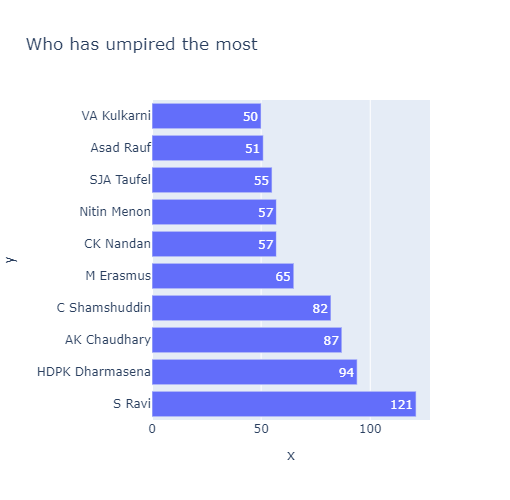 Who has umpired the most
VA Kulkarni 50
Asad Rauf 51
SJA Taufel 55
Nitin Menon 57
CK Nandan 57
M Erasmus 65
C Shamshuddin 82
AK Chaudhary 87
HDPK Dharmasena 94
S Ravi 121
0 50 100
x
y